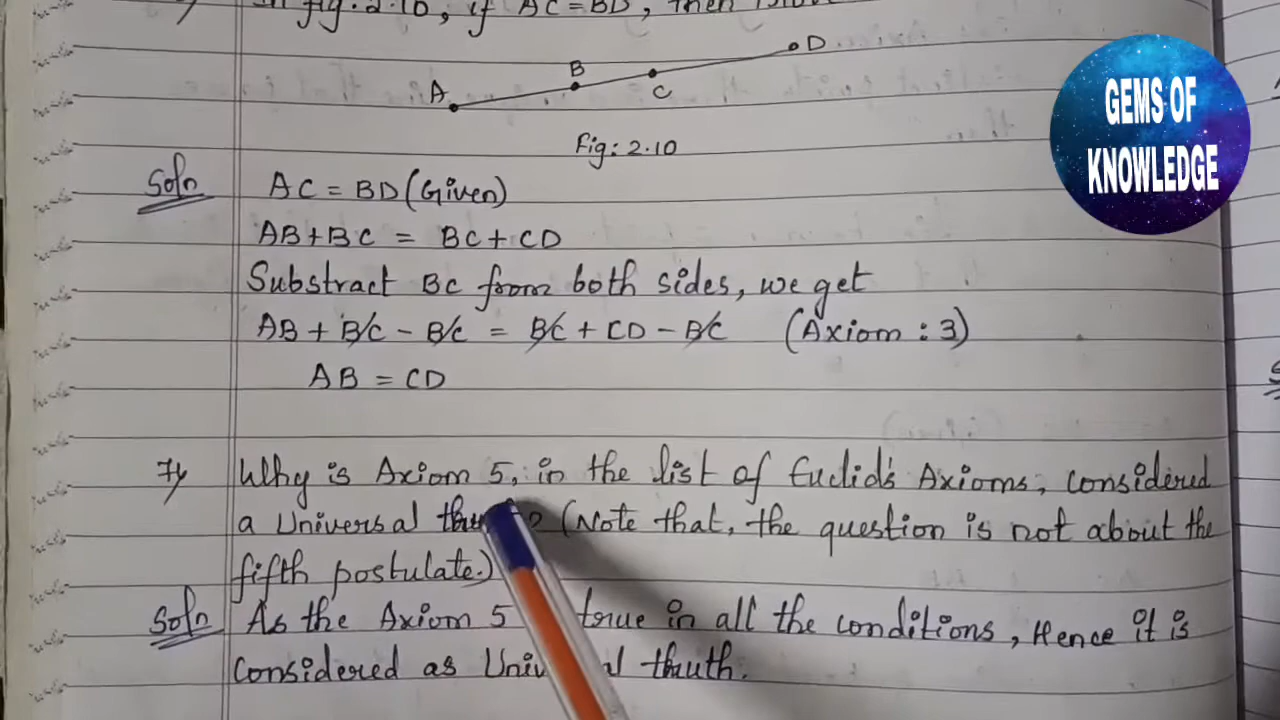 In fig. 2.10, if AC = BD, then
A B C D
Fig: 2.10
GEMS OF
KNOWLEDGE
Soln AC = BD (Given)
AB + BC = BC + CD
Substract BC from both sides, we get
AB + BC - BC = BC + CD - BC (Axiom : 3)
AB = CD
7) Why is Axiom 5, in the list of Euclid's Axioms, considered
a Universal (Note that, the question is not about the
fifth postulate.)
Soln As the Axiom 5 true in all the conditions, Hence it is
considered as thuth.